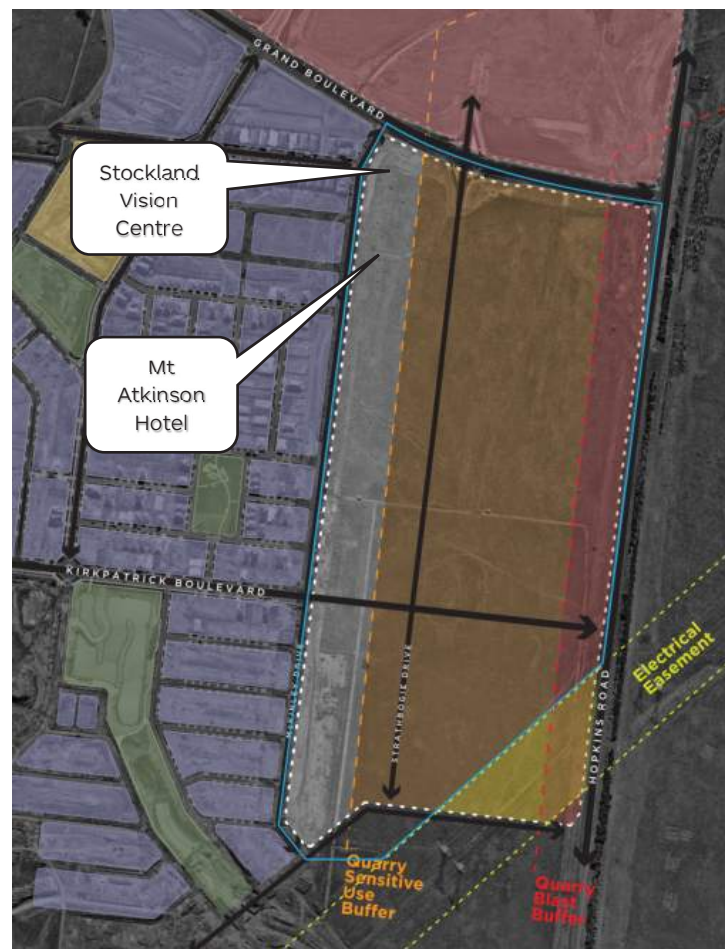 GRAND BOULEVARD
Stockland
Vision
Centre
Mt
Atkinson
Hotel
KIRKPATRICK BOULEVARD
STRATHBOGIE DRIVE
HOPKINS ROAD
Electrical
Easement
Quarry
Sensitive
Use
Buffer
Quarry
Blast
Buffer
DRIVE